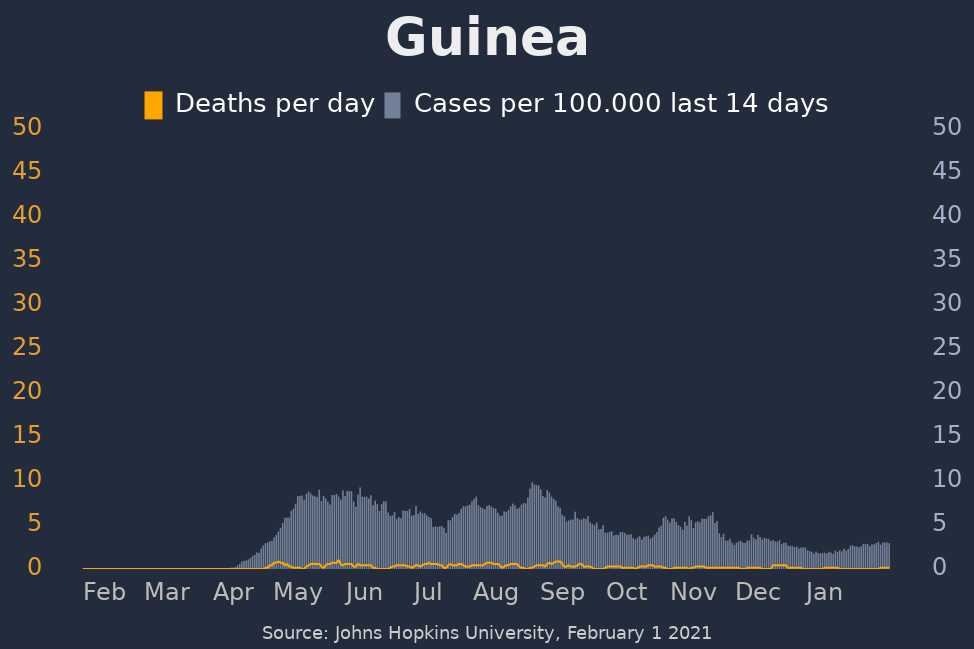 Guinea
Deaths per day Cases per 100.000 last 14 days
50 50
45 45
40 40
35 35
30 30
25 25
20 20
15 15
10 10
5 5
0 0
Feb Mar Apr May Jun Jul Aug Sep Oct Nov Dec Jan
Source: Johns Hopkins University, February 1 2021